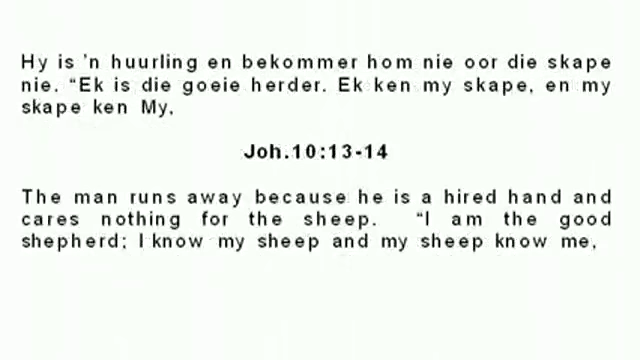 Hy is 'n huurling en bekommer hom nie oor die skape
nie. “Ek is die goeie herder. Ek ken my skape, en my
skape ken My,
Joh.10:13-14
The man runs away because he is a hired hand and
cares nothing for the sheep. “I am the good
shepherd; I know my sheep and my sheep know me,